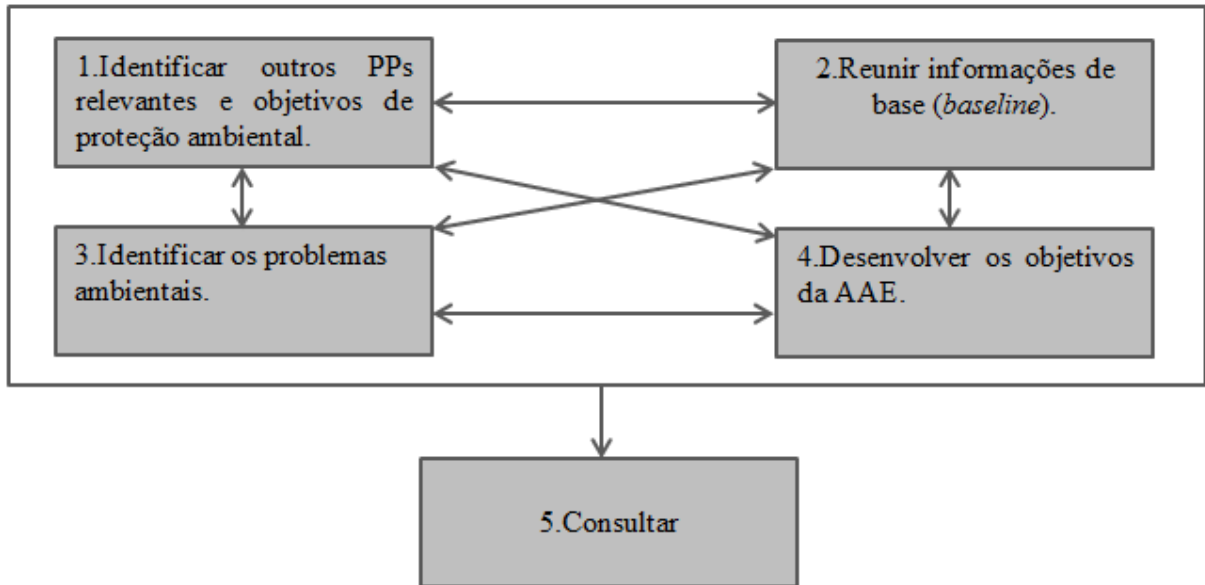 1.Identificar outros PPs
relevantes e objetivos de
proteção ambiental.
2.Reunir informações de
base (baseline).
3.Identificar os problemas
ambientais.
4.Desenvolver os objetivos
da AAE.
5.Consultar